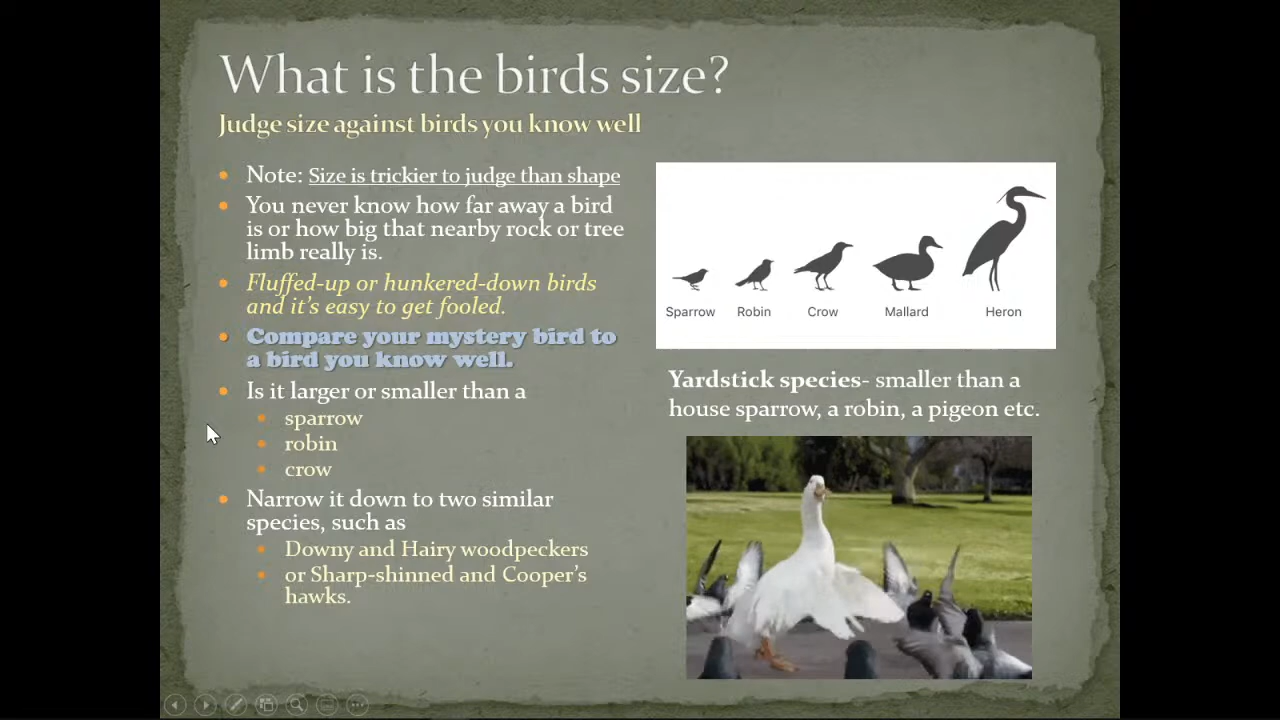 What is the birds size?
Judge size against birds you know well
Note: Size is trickier to judge than shape
You never know how far away a bird
is or how big that nearby rock or tree
limb really is.
Fluffed-up or hunkered-down birds
and it's easy to get fooled.
Compare your mystery bird to
a bird you know well.
Is it larger or smaller than a
sparrow
robin
crow
Narrow it down to two similar
species, such as
Downy and Hairy woodpeckers
or Sharp-shinned and Cooper's
hawks.
Sparrow Robin Crow Mallard Heron
Yardstick species- smaller than a
house sparrow, a robin, a pigeon etc.